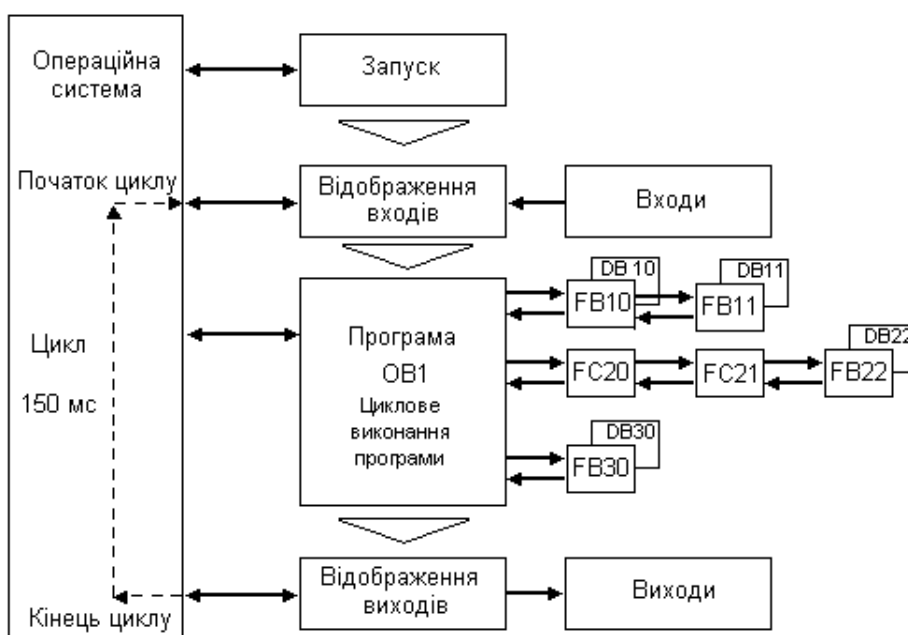 Операційна
система
Запуск
Початок циклу
Відображення
входів
Входи
DB 10
FB10
DB11
FB11
Цикл
150 мс
Програма
OB1
Циклове
виконання
програми
FC20
FC21
DB22
FB22
DB30
FB30
Кінець циклу
Відображення
виходів
Виходи